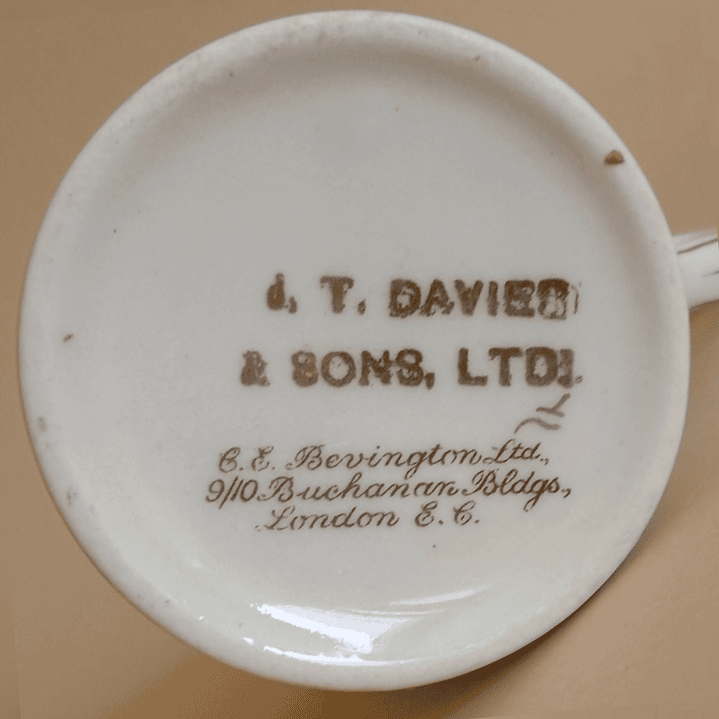 J. T. DAVIES
& SONS, LTD.
C. E. Bevington Ltd.,
9/10 Buchanan Bldgs,
London E. C.